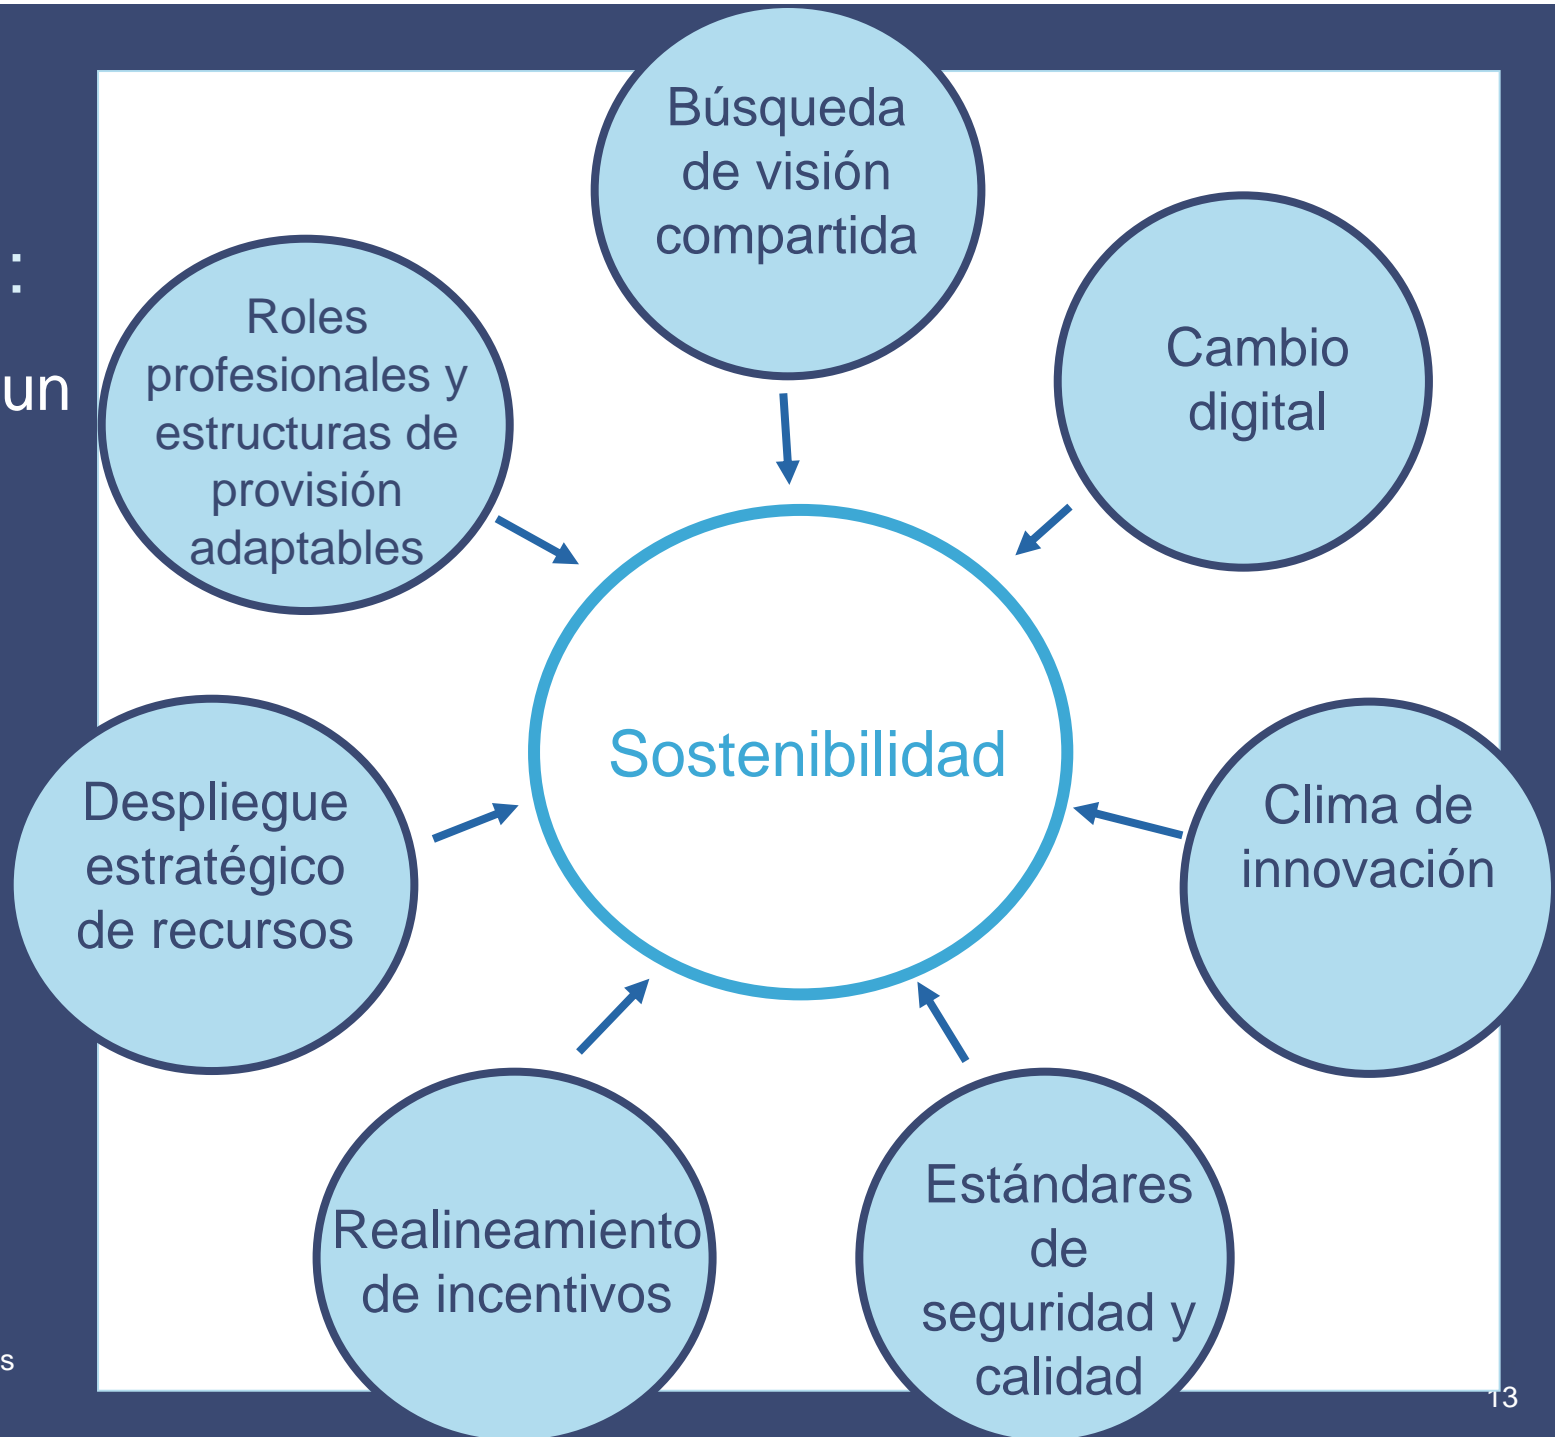 :
un
Búsqueda
de visión
compartida
Cambio
digital
Roles
profesionales y
estructuras de
provisión
adaptables
Sostenibilidad
Despliegue
estratégico
de recursos
Clima de
innovación
Realineamiento
de incentivos
Estándares
de
seguridad y
calidad
s
13